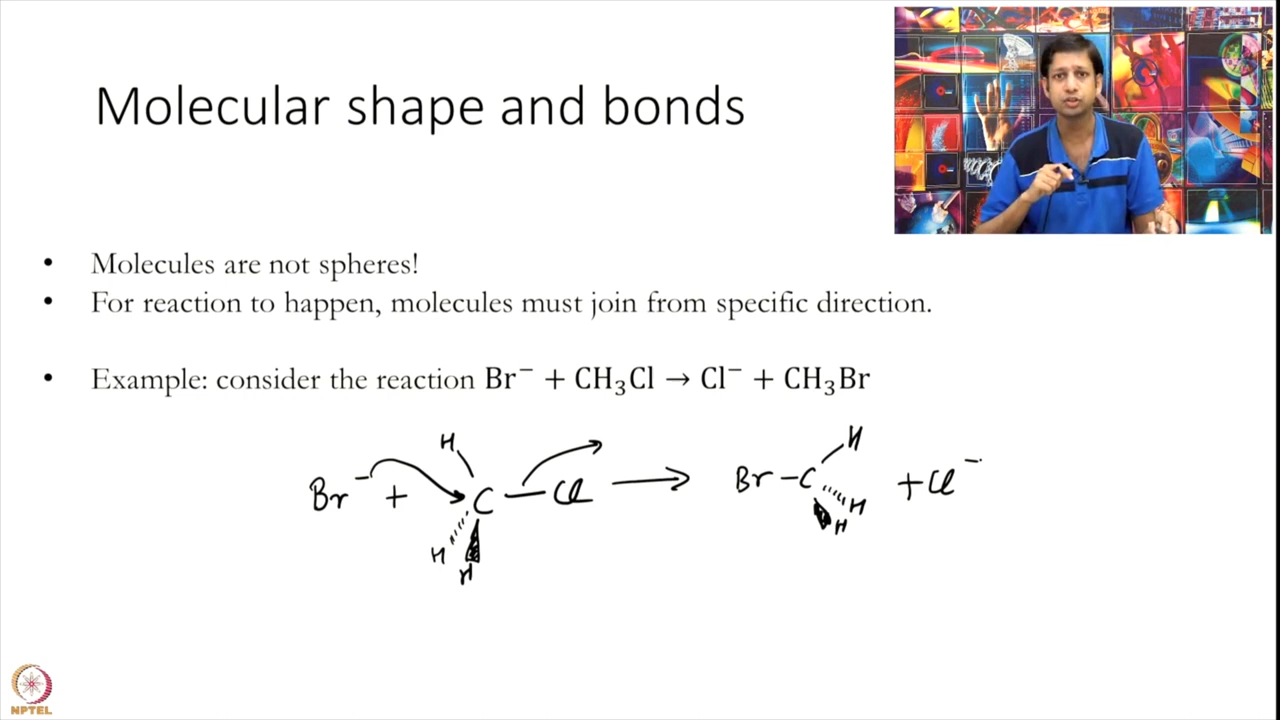 Molecular shape and bonds
• Molecules are not spheres!
• For reaction to happen, molecules must join from specific direction.
• Example: consider the reaction Br⁻ + CH₃Cl → Cl⁻ + CH₃Br
H H
Br⁻ + C — Cl → Br – C + Cl⁻
H H H H
NPTEL